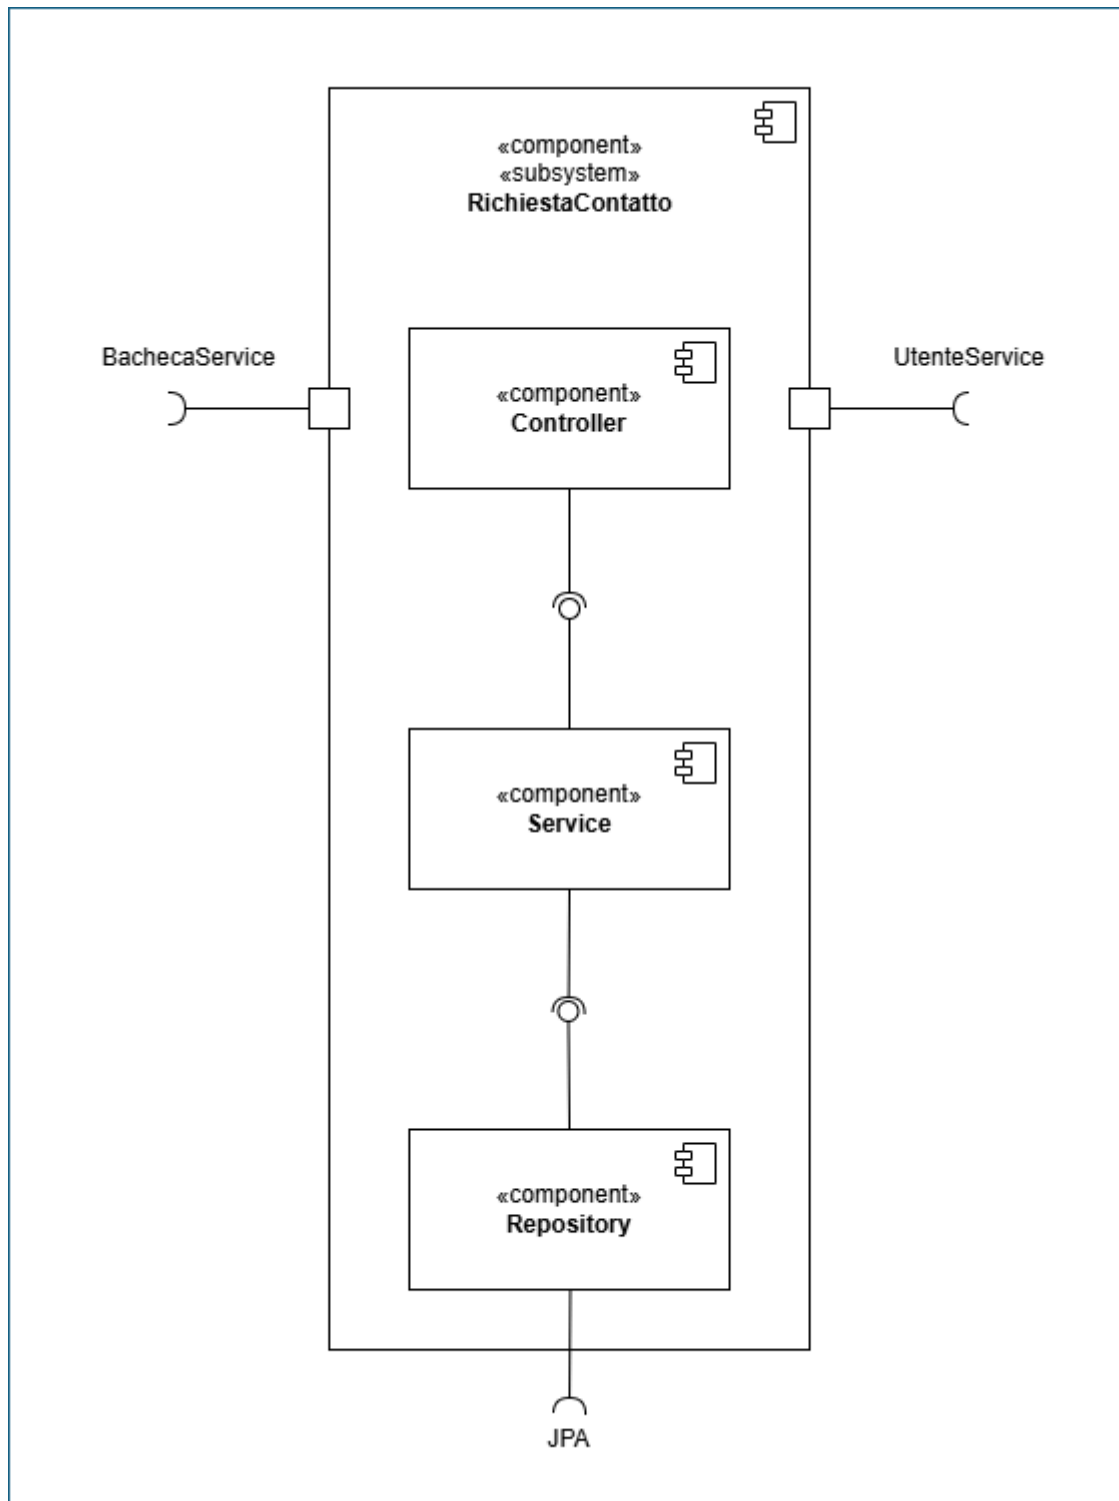 «component»
«subsystem»
RichiestaContatto
BachecaService
UtenteService
«component»
Controller
«component»
Service
«component»
Repository
JPA